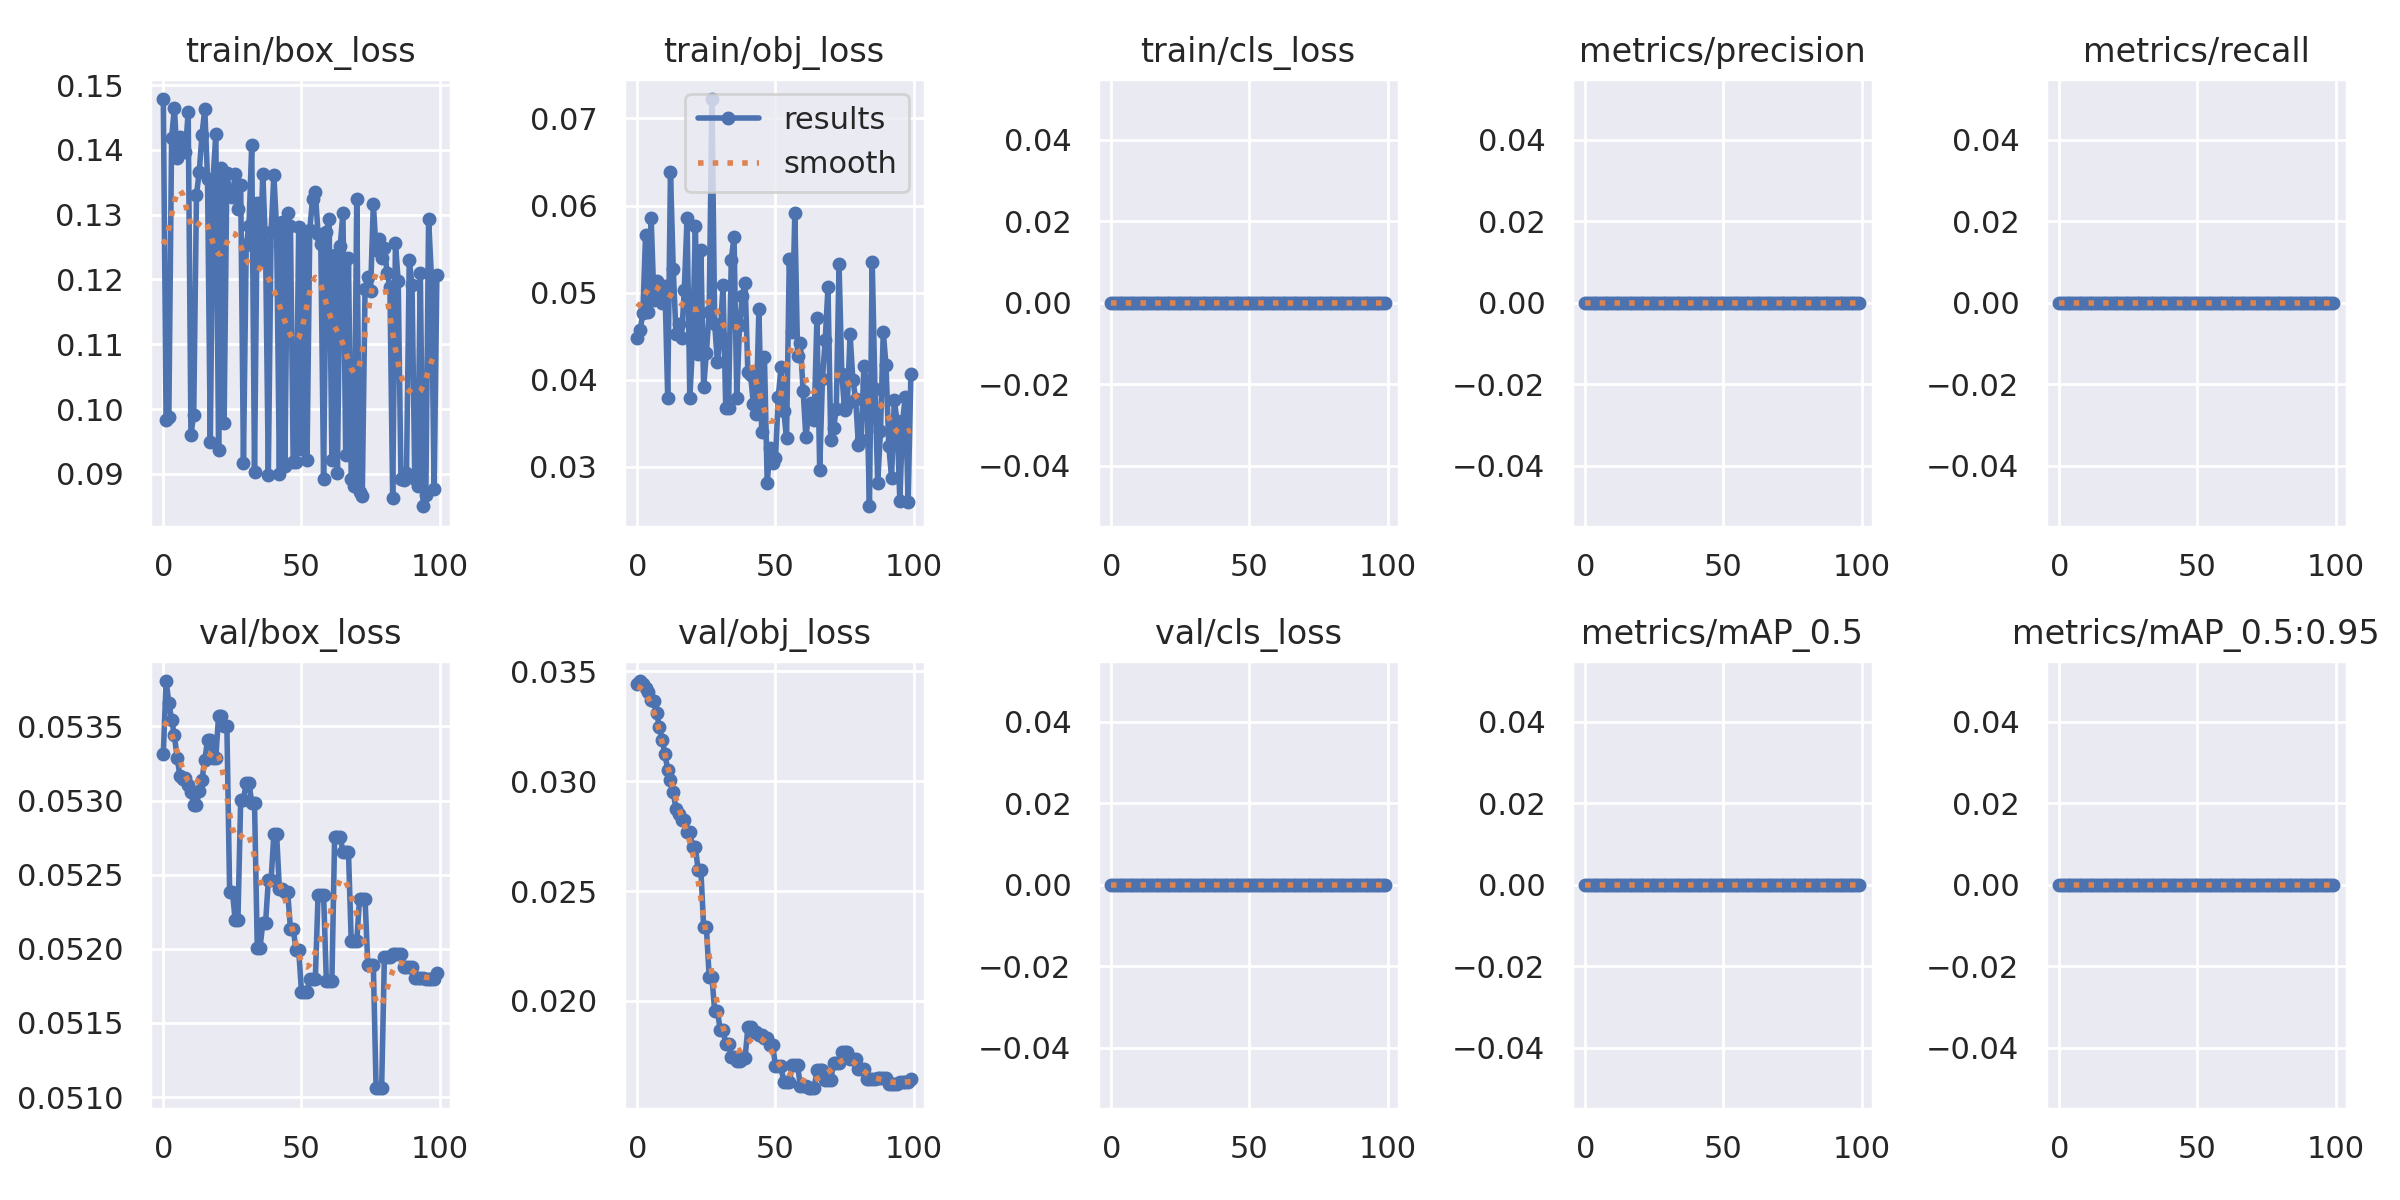 train/box_loss
0.15
0.14
0.13
0.12
0.11
0.10
0.09
0 50 100
train/obj_loss
results
smooth
0.07
0.06
0.05
0.04
0.03
0 50 100
train/cls_loss
0.04
0.02
0.00
−0.02
−0.04
0 50 100
metrics/precision
0.04
0.02
0.00
−0.02
−0.04
0 50 100
metrics/recall
0.04
0.02
0.00
−0.02
−0.04
0 50 100
val/box_loss
0.0535
0.0530
0.0525
0.0520
0.0515
0.0510
0 50 100
val/obj_loss
0.035
0.030
0.025
0.020
0 50 100
val/cls_loss
0.04
0.02
0.00
−0.02
−0.04
0 50 100
metrics/mAP_0.5
0.04
0.02
0.00
−0.02
−0.04
0 50 100
metrics/mAP_0.5:0.95
0.04
0.02
0.00
−0.02
−0.04
0 50 100